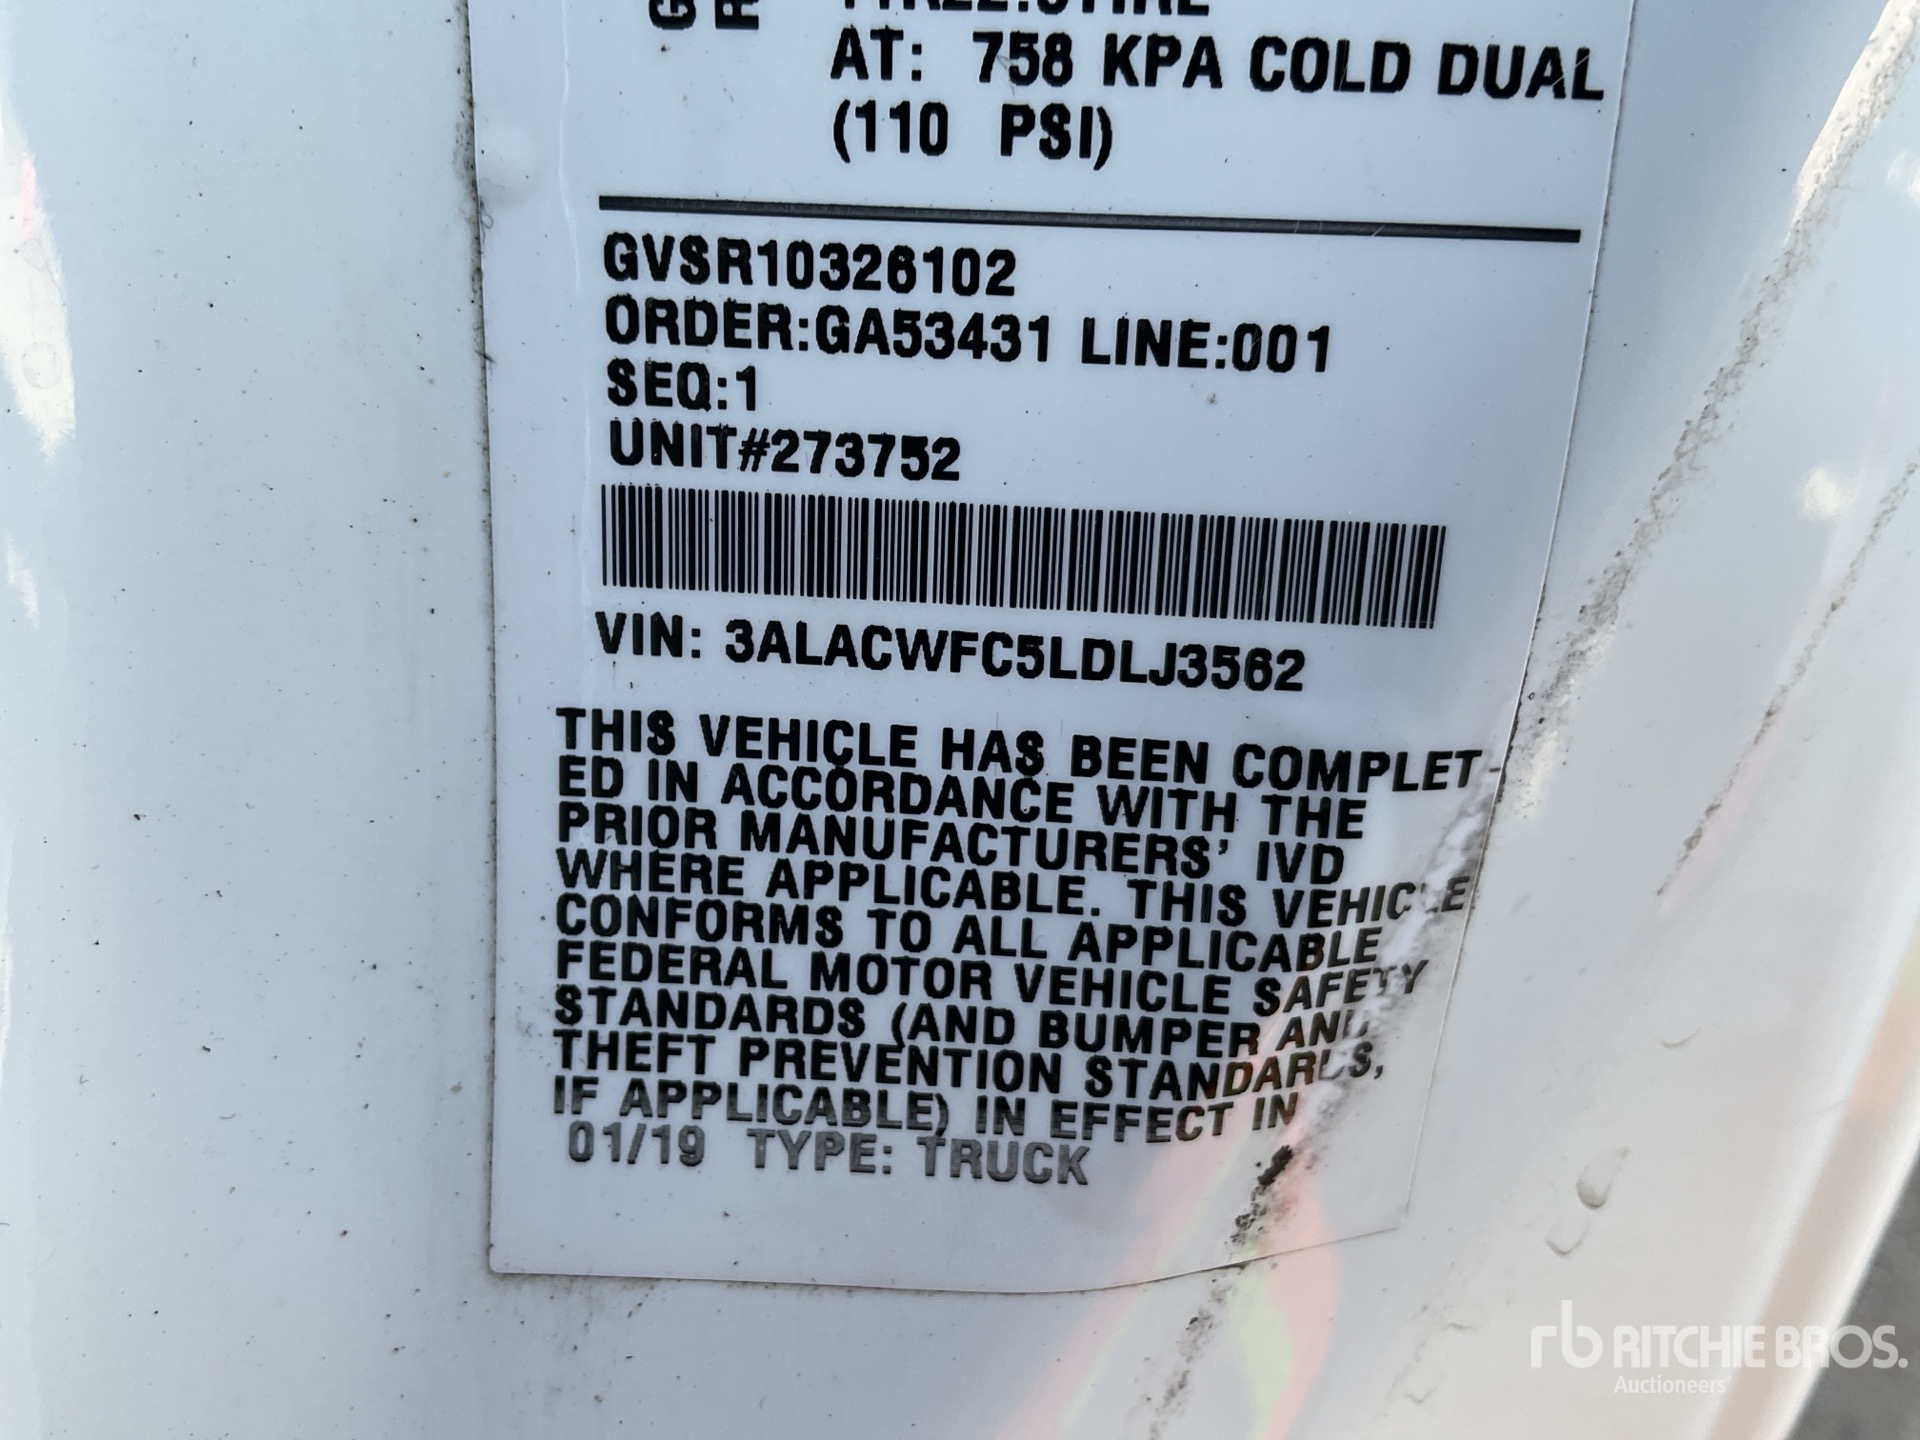 G
R
AT: 758 KPA COLD DUAL
(110 PSI)
GVSR10326102
ORDER:GA53431 LINE:001
SEQ:1
UNIT#273752
VIN: 3ALACWFC5LDLJ3562
THIS VEHICLE HAS BEEN COMPLET-
ED IN ACCORDANCE WITH THE
PRIOR MANUFACTURERS' IVD
WHERE APPLICABLE. THIS VEHICLE
CONFORMS TO ALL APPLICABLE
FEDERAL MOTOR VEHICLE SAFETY
STANDARDS (AND BUMPER AND
THEFT PREVENTION STANDARDS,
IF APPLICABLE) IN EFFECT IN
01/19 TYPE: TRUCK
rb RITCHIE BROS.
Auctioneers